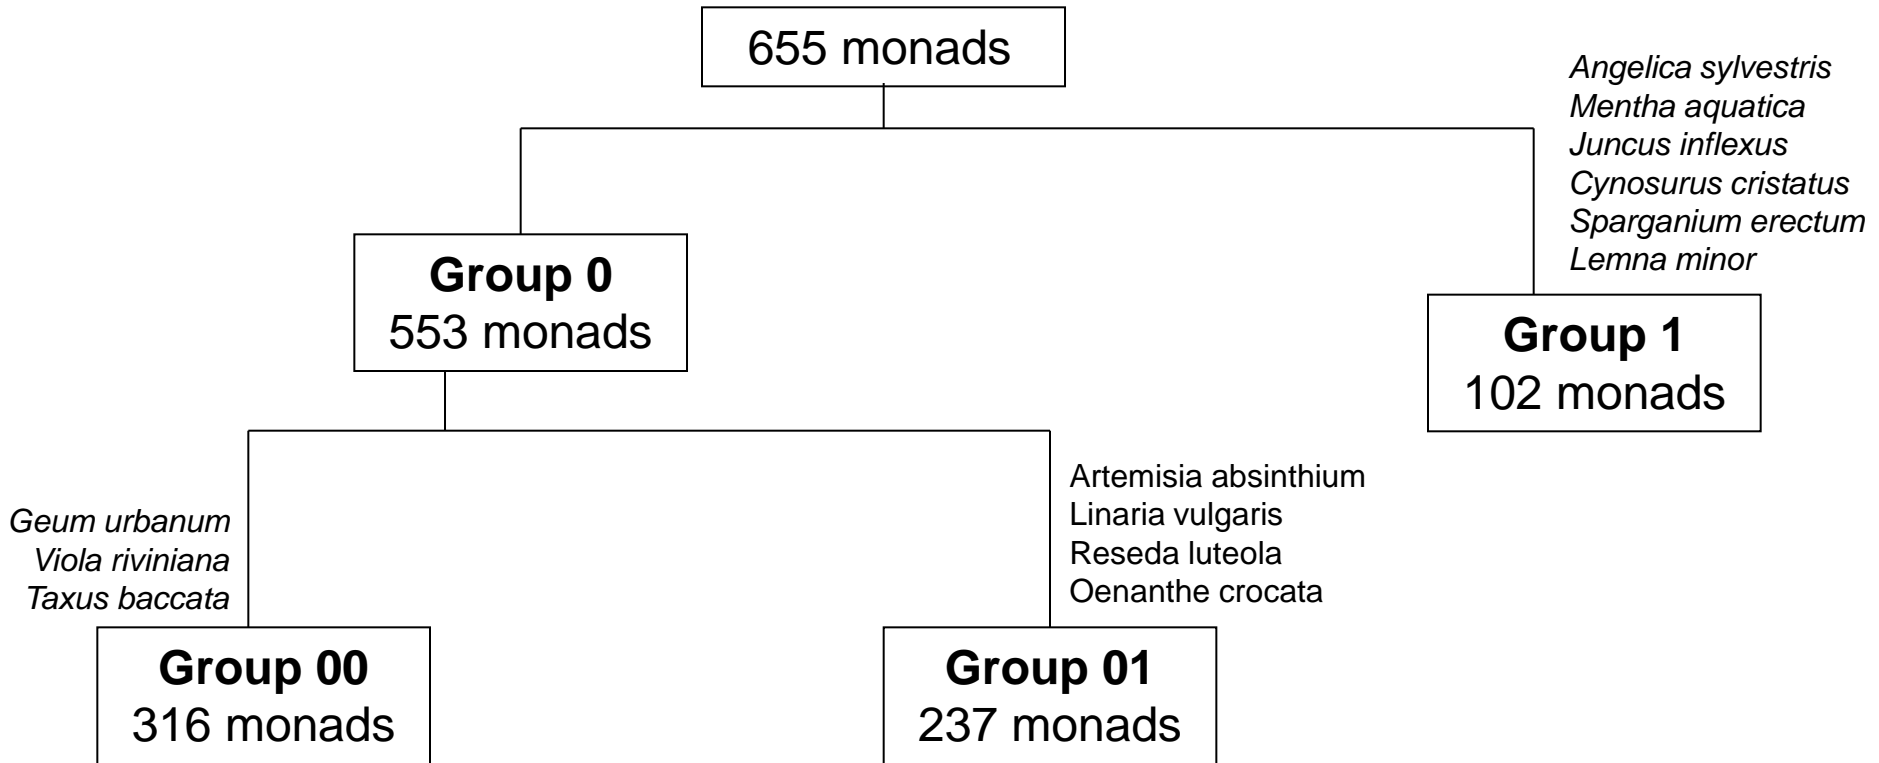 655 monads
Angelica sylvestris
Mentha aquatica
Juncus inflexus
Cynosurus cristatus
Sparganium erectum
Lemna minor
Group 0
553 monads
Group 1
102 monads
Geum urbanum
Viola riviniana
Taxus baccata
Artemisia absinthium
Linaria vulgaris
Reseda luteola
Oenanthe crocata
Group 00
316 monads
Group 01
237 monads